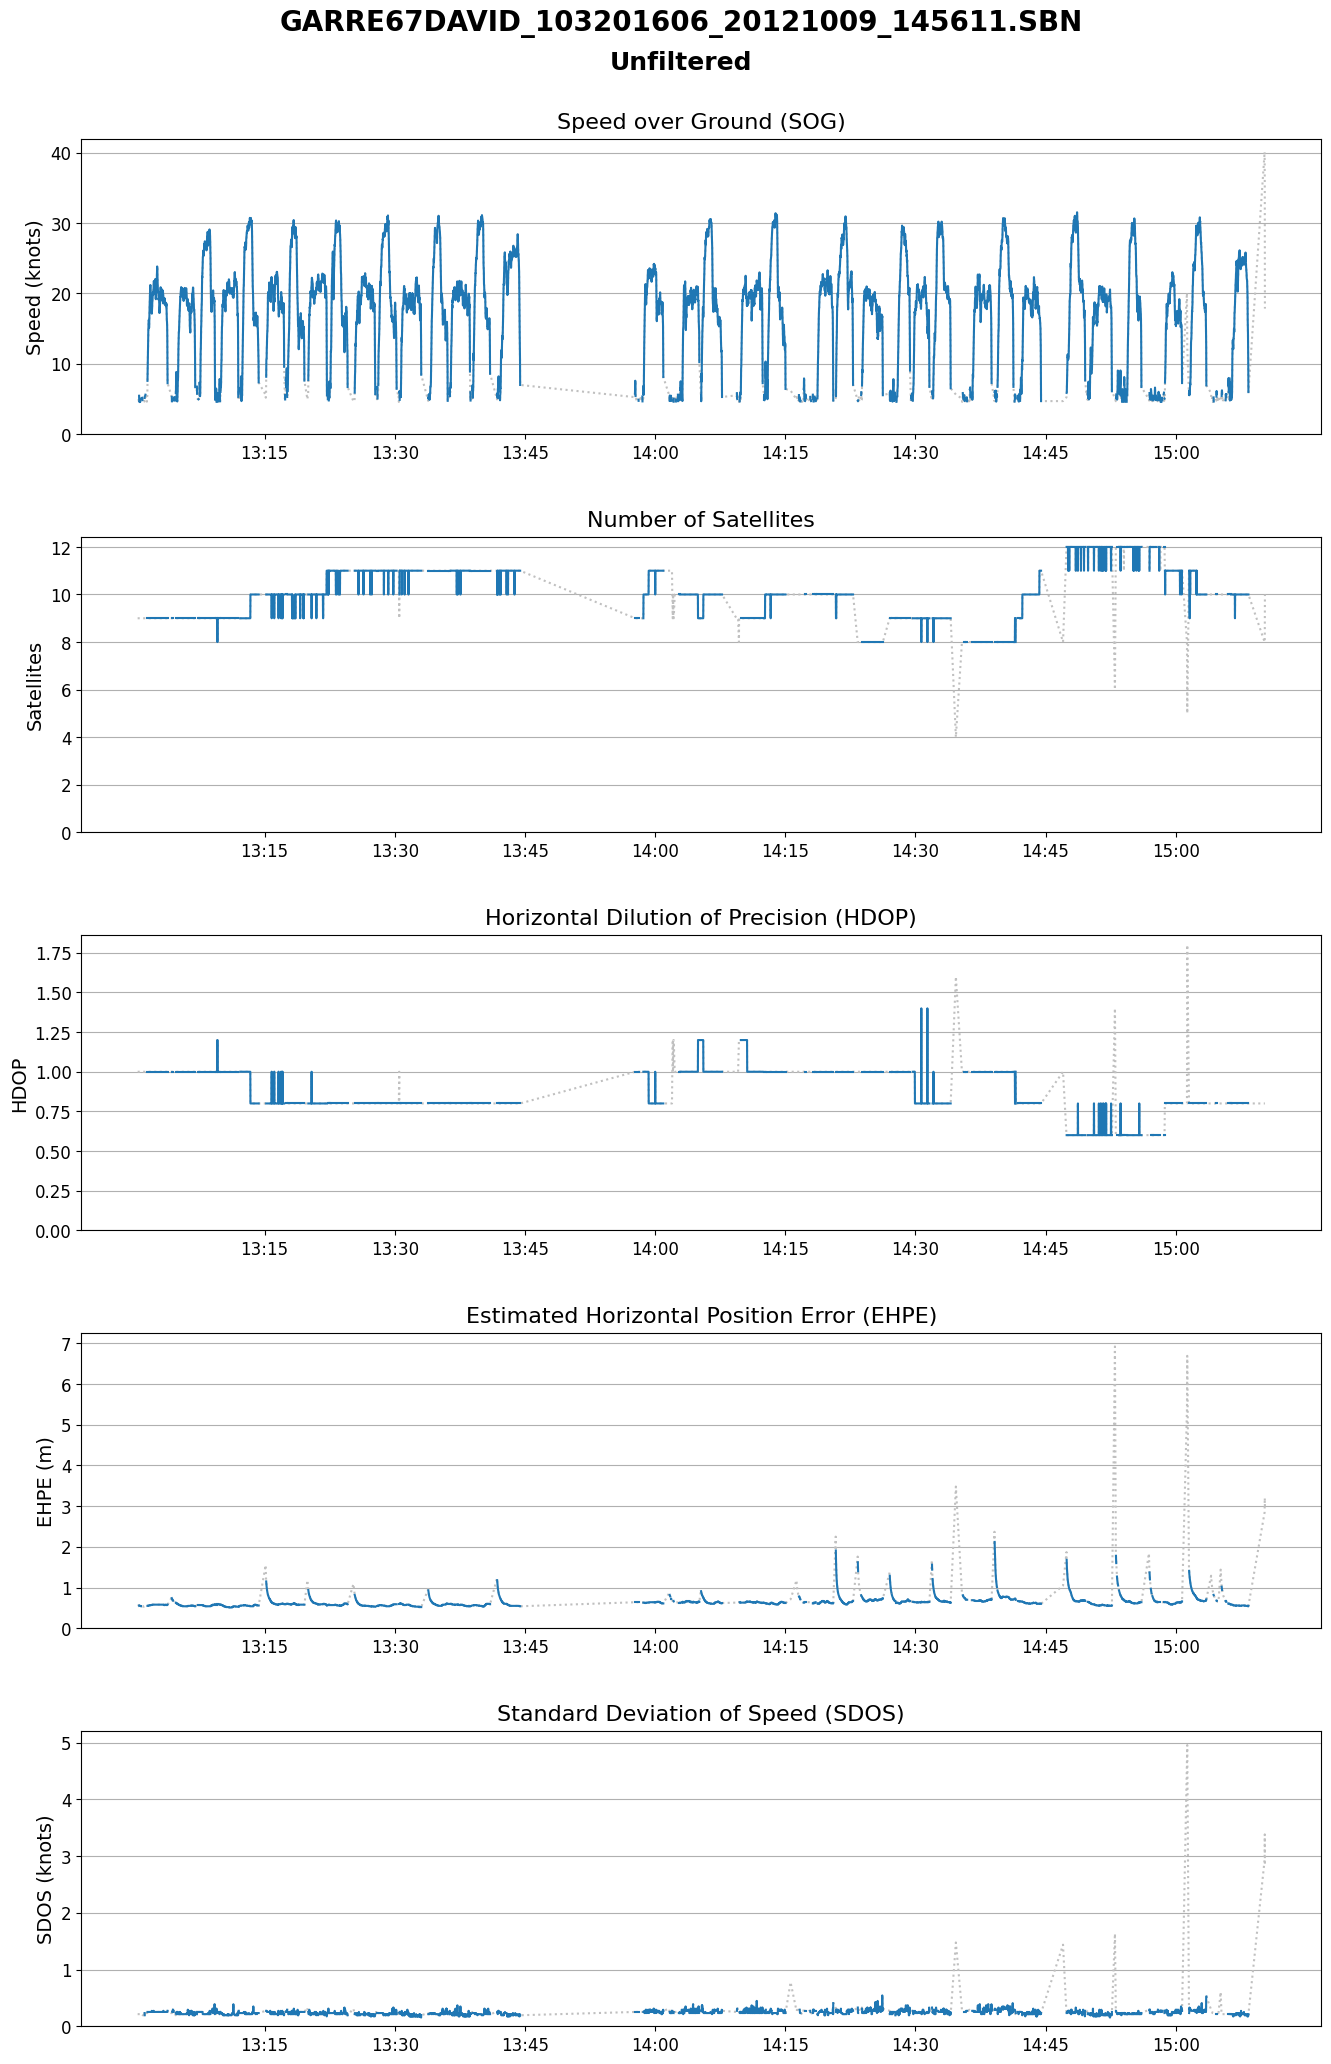 GARRE67DAVID_103201606_20121009_145611.SBN
Unfiltered
Speed over Ground (SOG)
Speed (knots)
40
30
20
10
0
13:15 13:30 13:45 14:00 14:15 14:30 14:45 15:00
Number of Satellites
Satellites
12
10
8
6
4
2
0
13:15 13:30 13:45 14:00 14:15 14:30 14:45 15:00
Horizontal Dilution of Precision (HDOP)
HDOP
1.75
1.50
1.25
1.00
0.75
0.50
0.25
0.00
13:15 13:30 13:45 14:00 14:15 14:30 14:45 15:00
Estimated Horizontal Position Error (EHPE)
EHPE (m)
7
6
5
4
3
2
1
0
13:15 13:30 13:45 14:00 14:15 14:30 14:45 15:00
Standard Deviation of Speed (SDOS)
SDOS (knots)
5
4
3
2
1
0
13:15 13:30 13:45 14:00 14:15 14:30 14:45 15:00